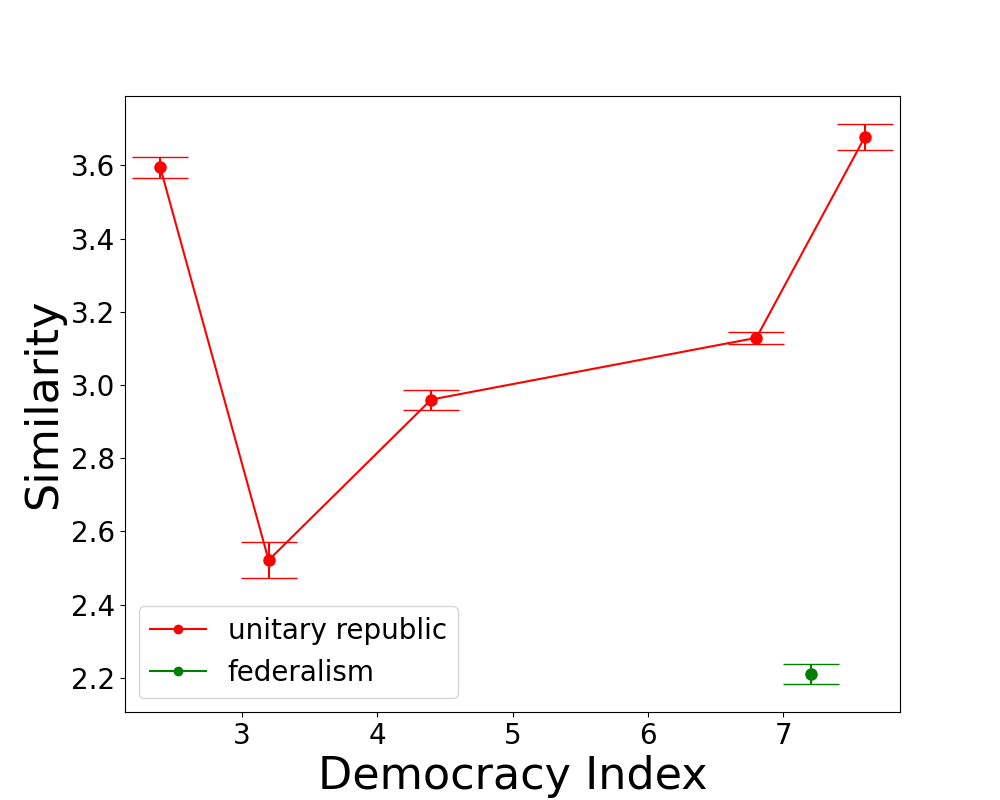 3.6
3.4
3.2
3.0
2.8
2.6
2.4
2.2
Similarity
unitary republic
federalism
3 4 5 6 7
Democracy Index